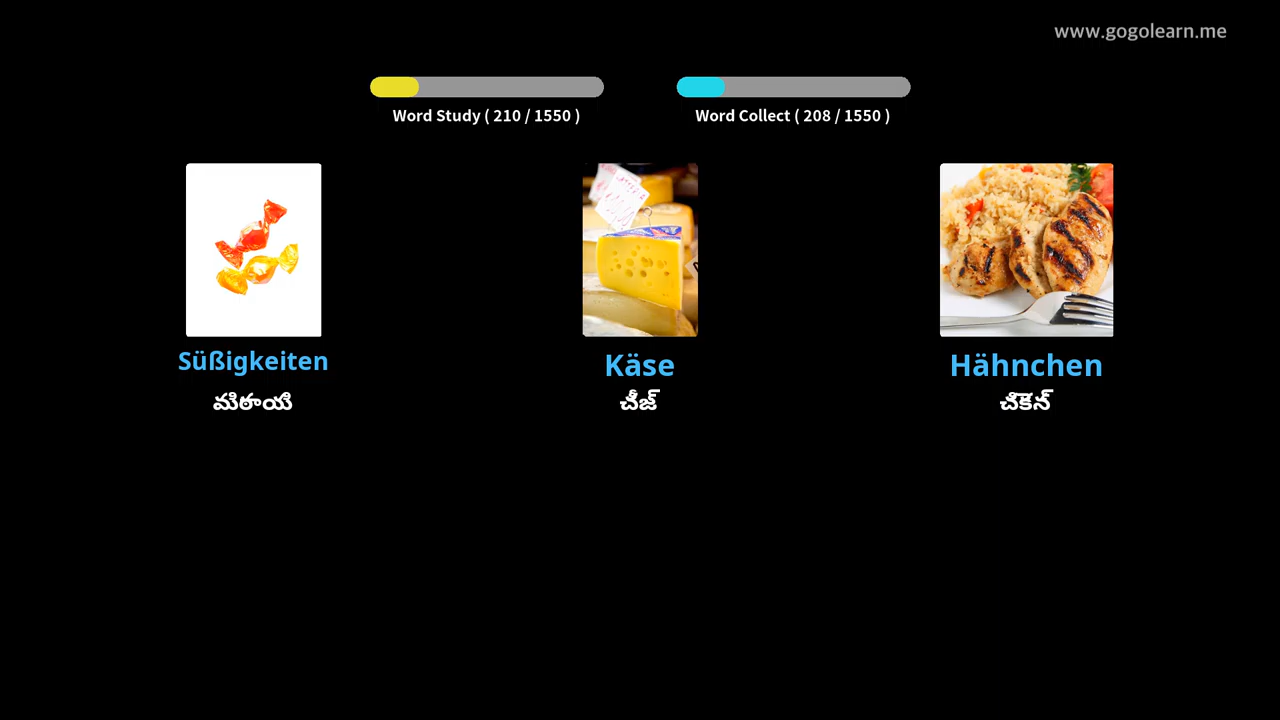 www.gogolearn.me
Word Study ( 210 / 1550 )
Word Collect ( 208 / 1550 )
Süßigkeiten
Käse
Hähnchen
మిఠాయి
చీజ్
చికెన్